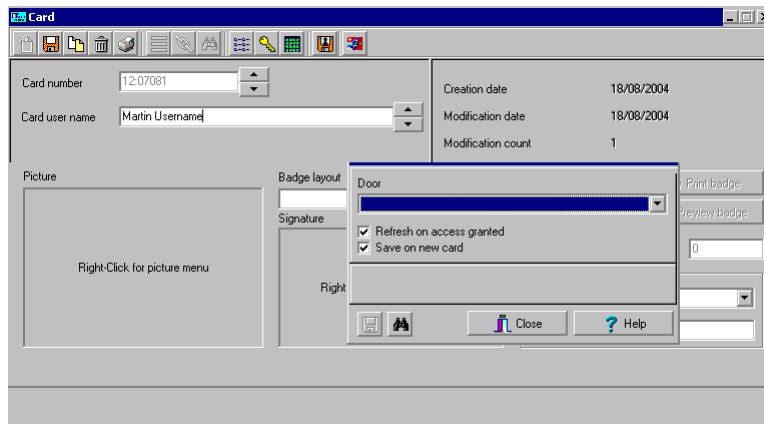 Card
Card number
12:07081
Card user name
Martin Username
Creation date 18/08/2004
Modification date 18/08/2004
Modification count 1
Picture
Right-Click for picture menu
Badge layout
Signature
Right
Door
Refresh on access granted
Save on new card
Close
Help
Print badge
Preview badge
0